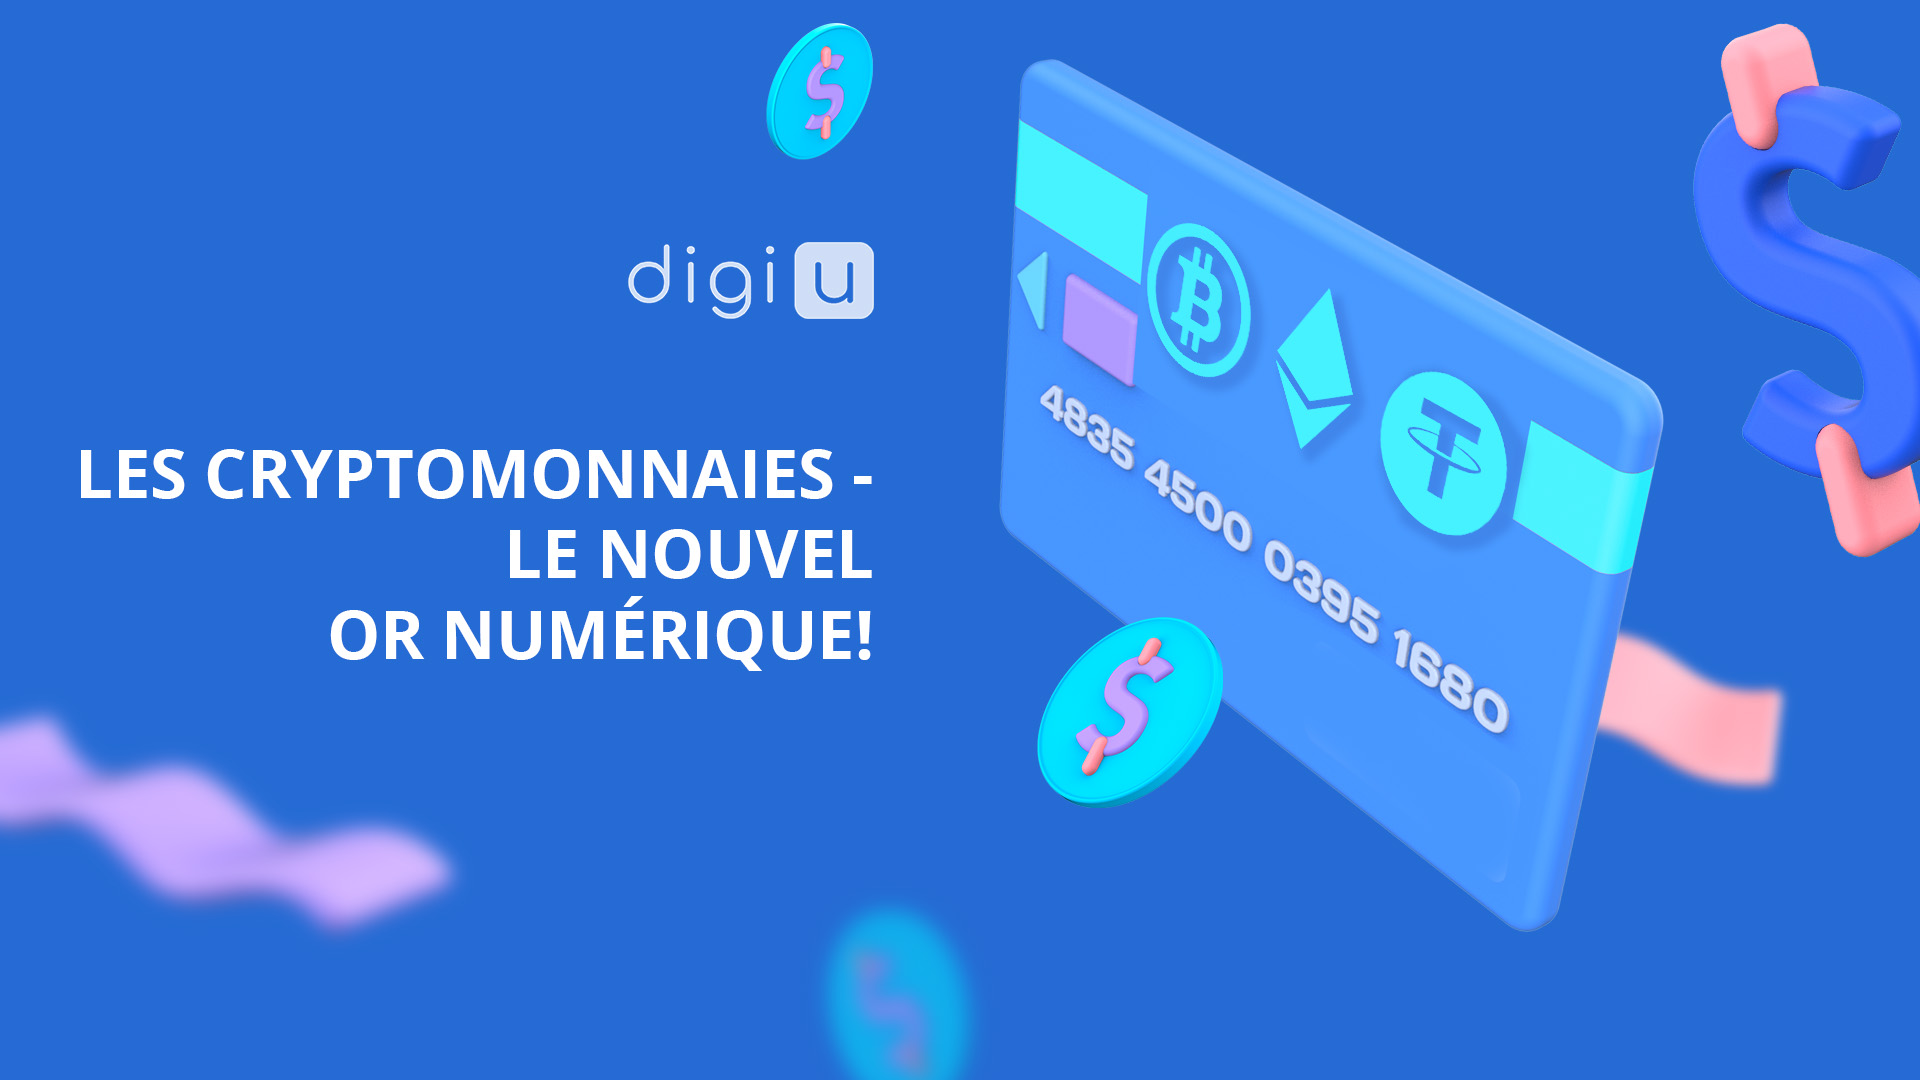 digi u
LES CRYPTOMONNAIES -
LE NOUVEL
OR NUMÉRIQUE!
4835 4500 0395 1680